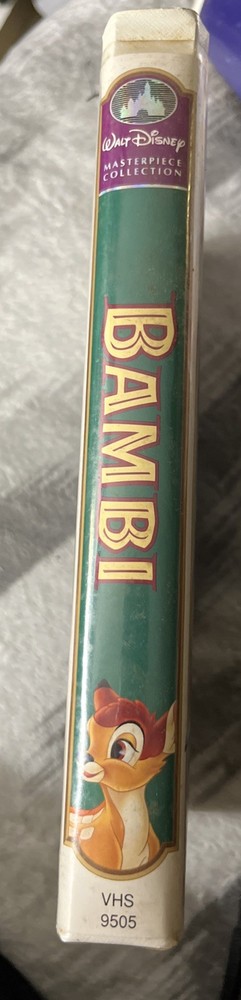 WALT DISNEY
MASTERPIECE
COLLECTION
BAMBI
VHS
9505